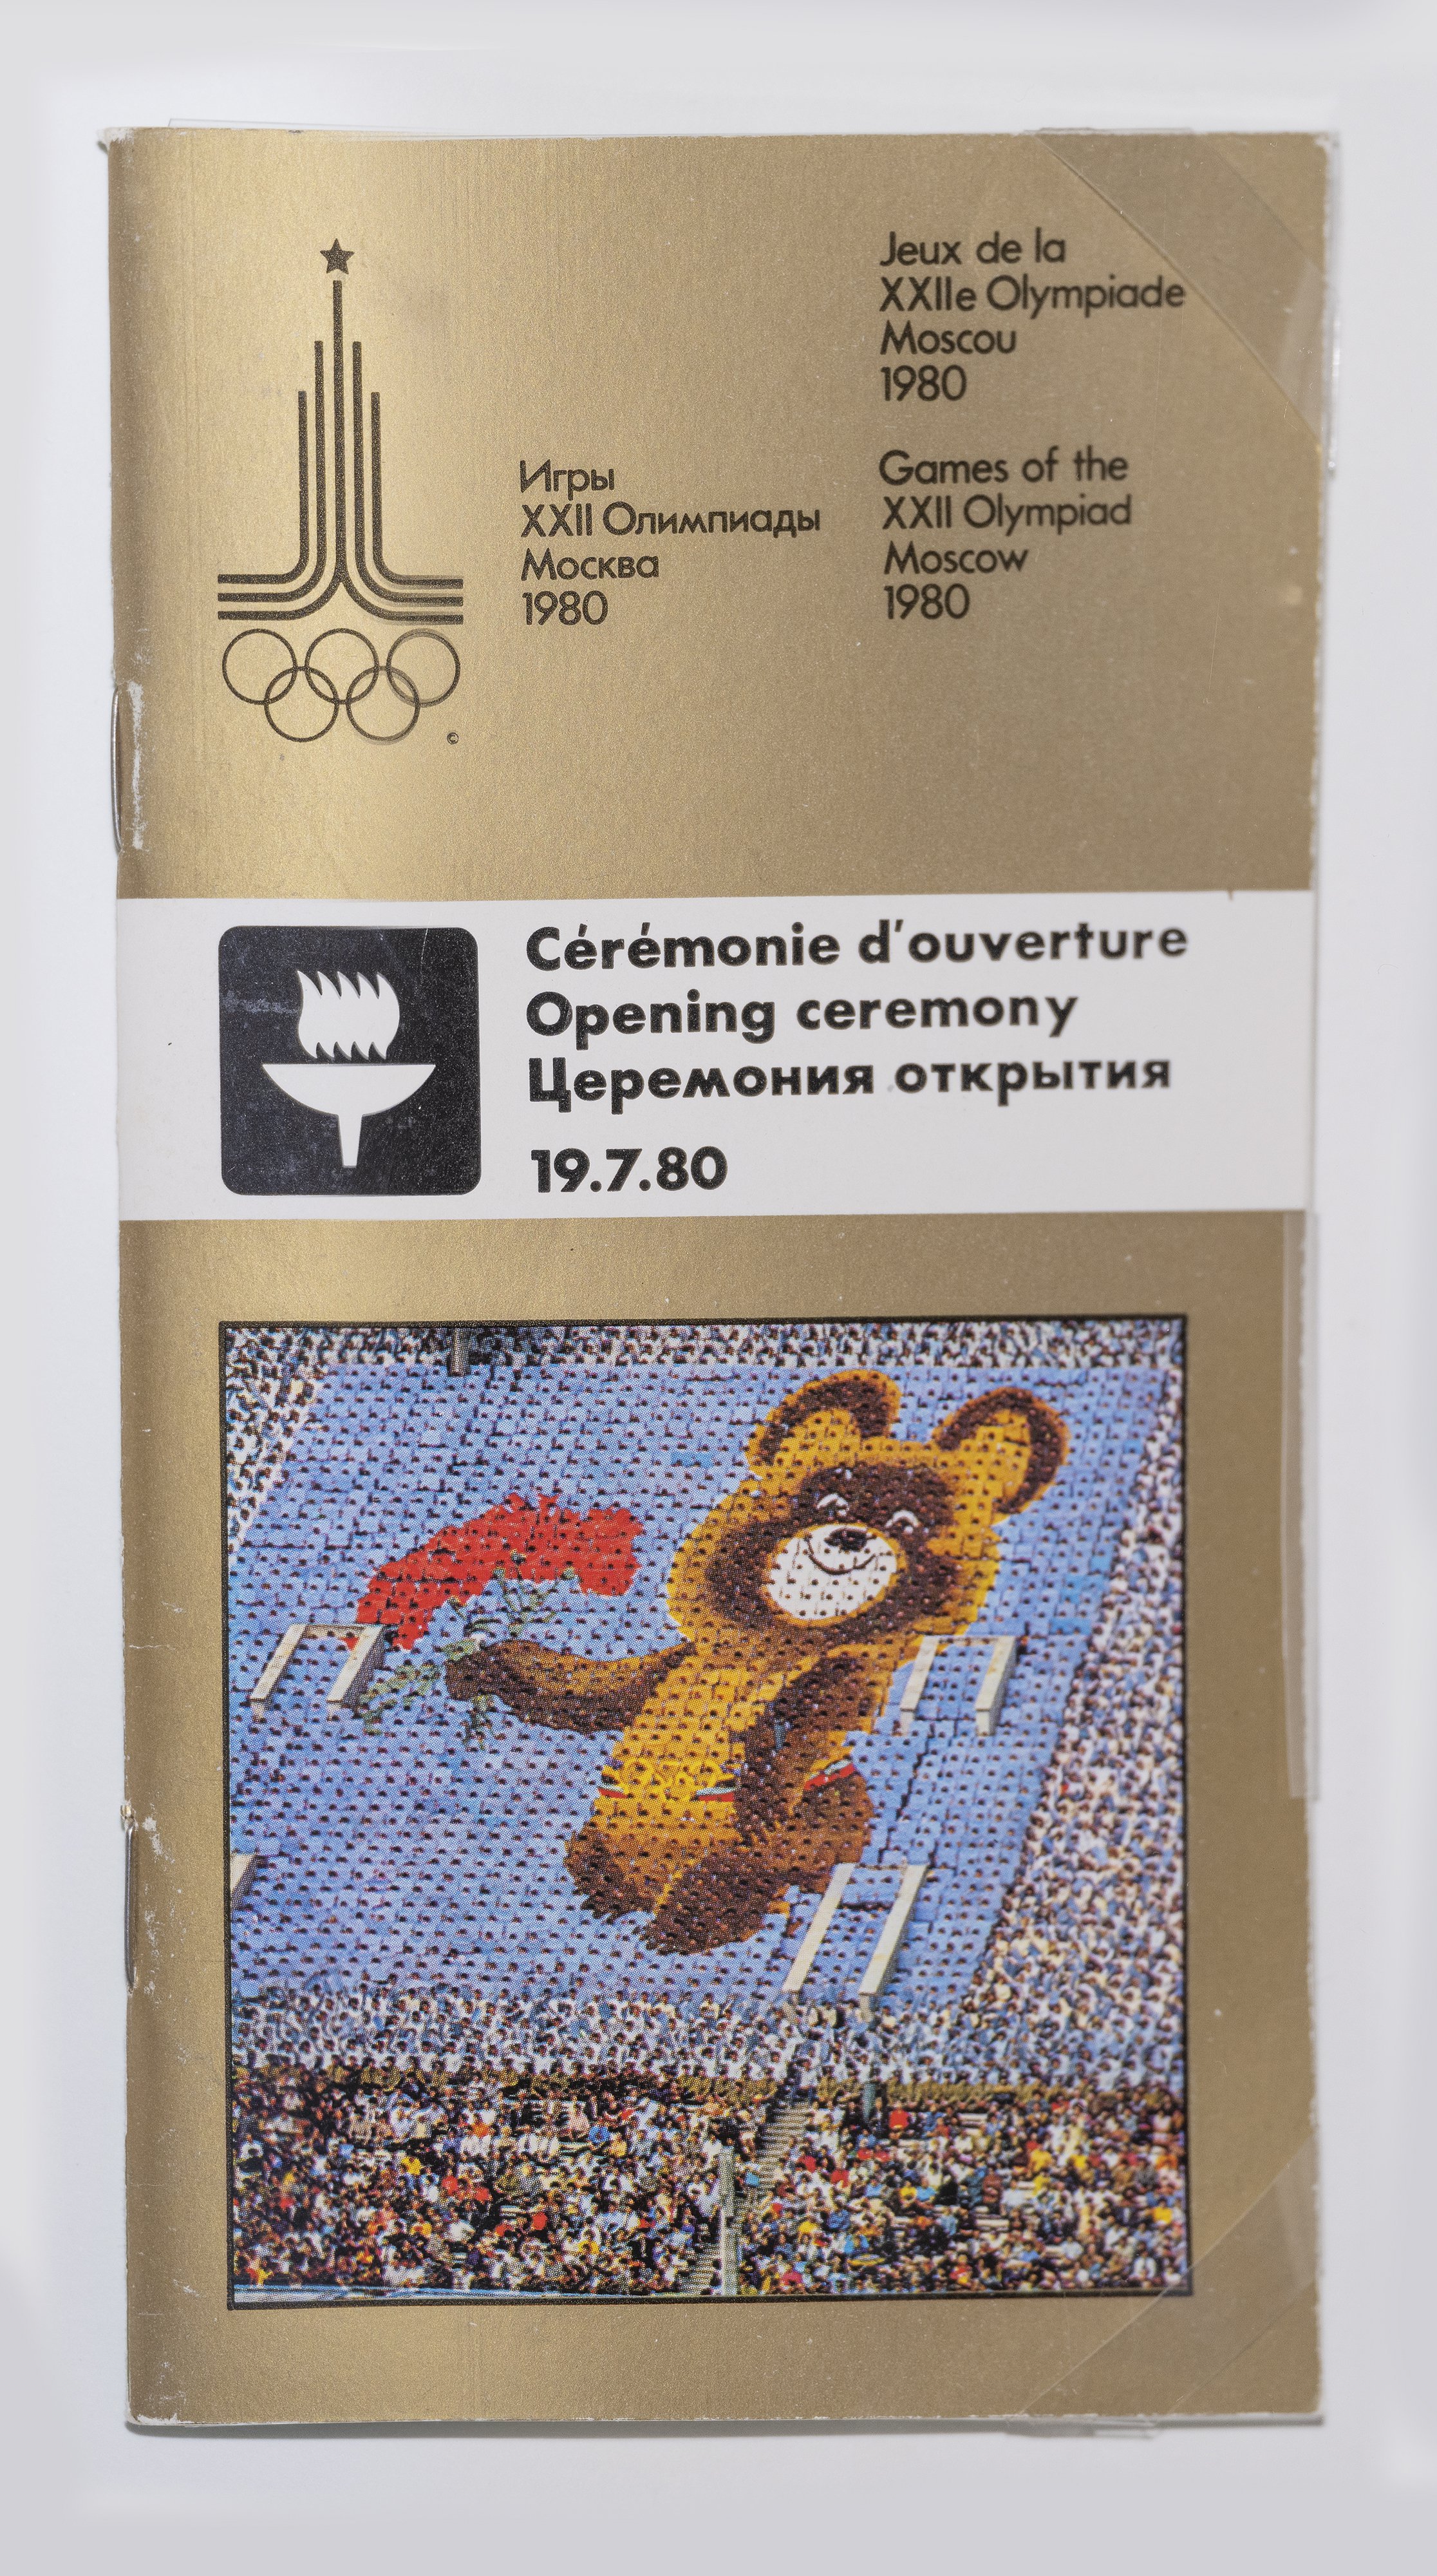 Jeux de la
XXIIe Olympiade
Moscou
1980
Игры
XXII Олимпиады
Москва
1980
Games of the
XXII Olympiad
Moscow
1980
©
Cérémonie d'ouverture
Opening ceremony
Церемония открытия
19.7.80